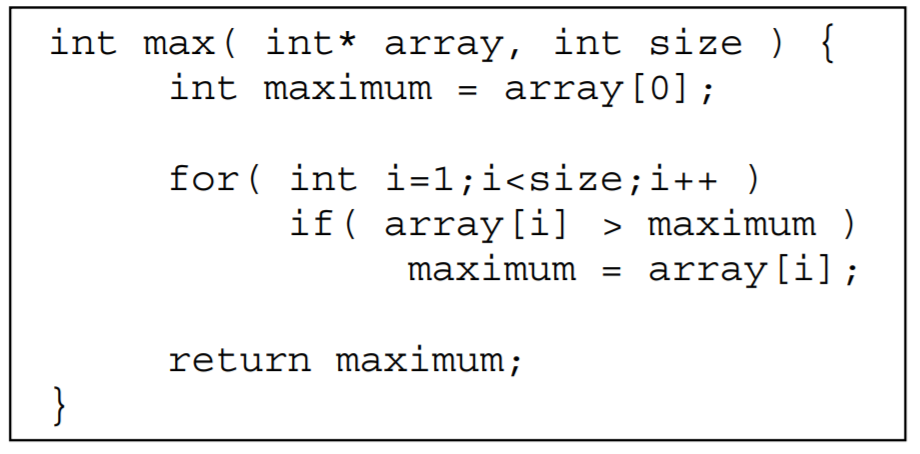 int max( int* array, int size ) {
int maximum = array[0];
for( int i=1;i<size;i++ )
if( array[i] > maximum )
maximum = array[i];
return maximum;
}